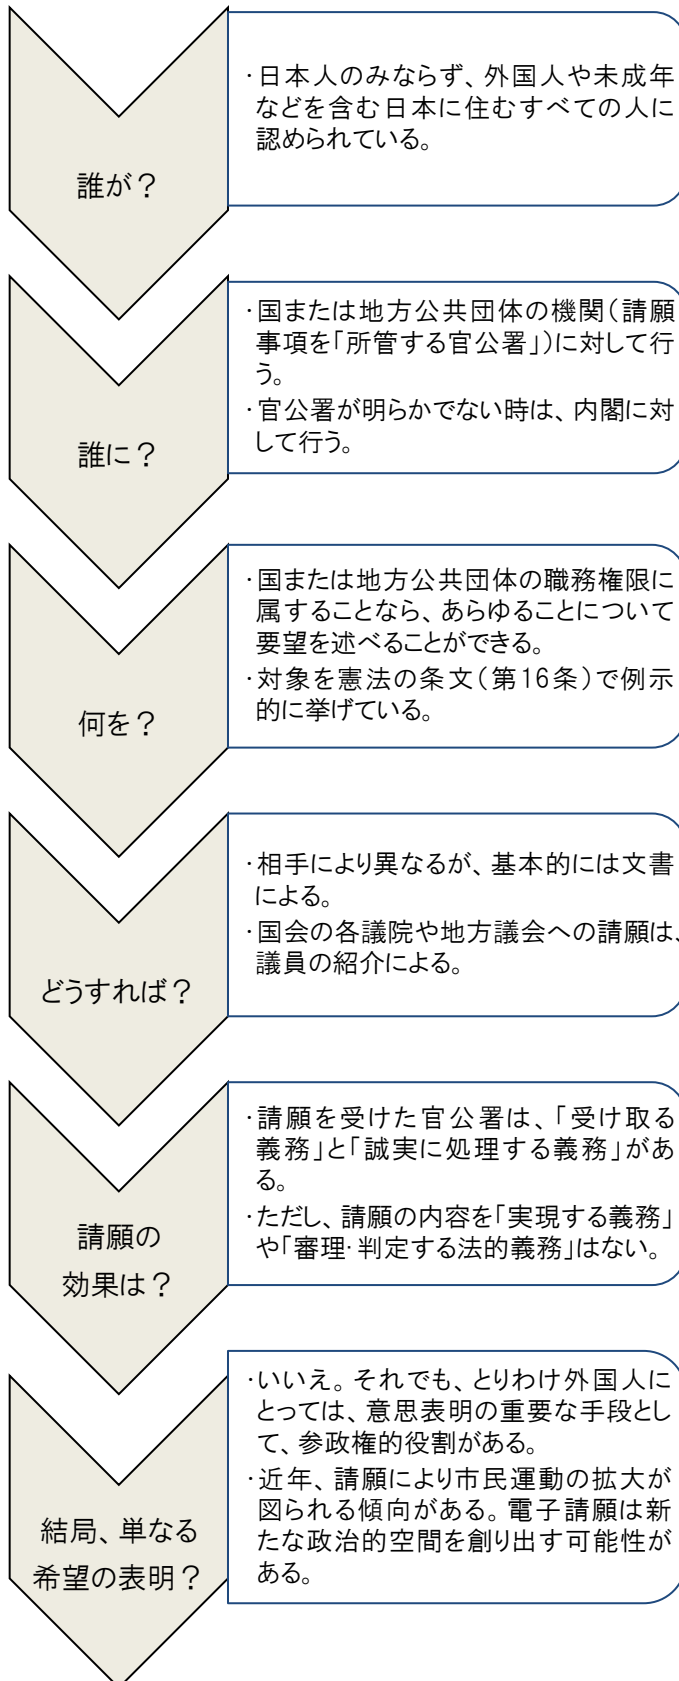 誰が？
・日本人のみならず、外国人や未成年
などを含む日本に住むすべての人に
認められている。
誰に？
・国または地方公共団体の機関（請願
事項を「所管する官公署」）に対して行
う。
・官公署が明らかでない時は、内閣に対
して行う。
何を？
・国または地方公共団体の職務権限に
属することなら、あらゆることについて
要望を述べることができる。
・対象を憲法の条文（第16条）で例示
的に挙げている。
どうすれば？
・相手により異なるが、基本的には文書
による。
・国会の各議院や地方議会への請願は、
議員の紹介による。
請願の
効果は？
・請願を受けた官公署は、「受け取る
義務」と「誠実に処理する義務」があ
る。
・ただし、請願の内容を「実現する義務」
や「審理・判定する法的義務」はない。
結局、単なる
希望の表明？
・いいえ。それでも、とりわけ外国人に
とっては、意思表明の重要な手段とし
て、参政権的役割がある。
・近年、請願により市民運動の拡大が
図られる傾向がある。電子請願は新
たな政治的空間を創り出す可能性が
ある。